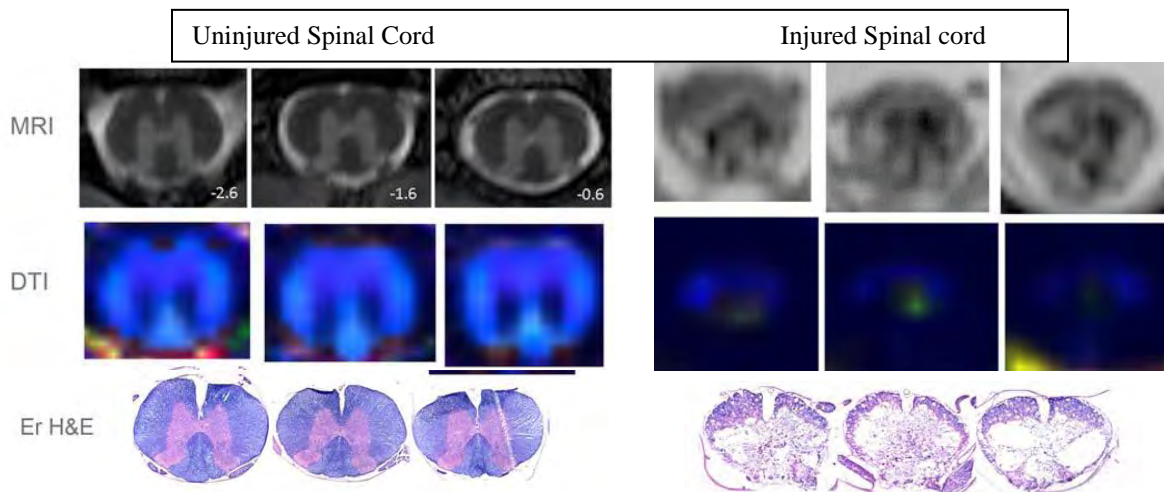 Uninjured Spinal Cord Injured Spinal cord
MRI
-2.6 -1.6 -0.6
DTI
Er H&E